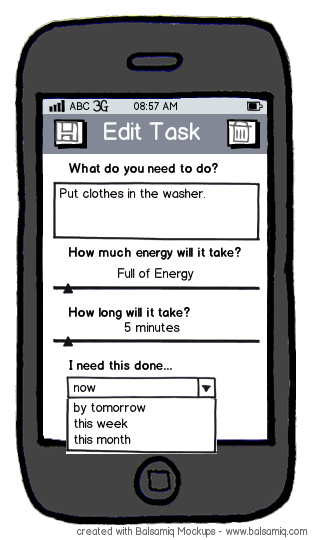 ABC 3G 08:57 AM
Edit Task
What do you need to do?
Put clothes in the washer.
How much energy will it take?
Full of Energy
How long will it take?
5 minutes
I need this done...
now
by tomorrow
this week
this month
created with Balsamiq Mockups - www.balsamiq.com